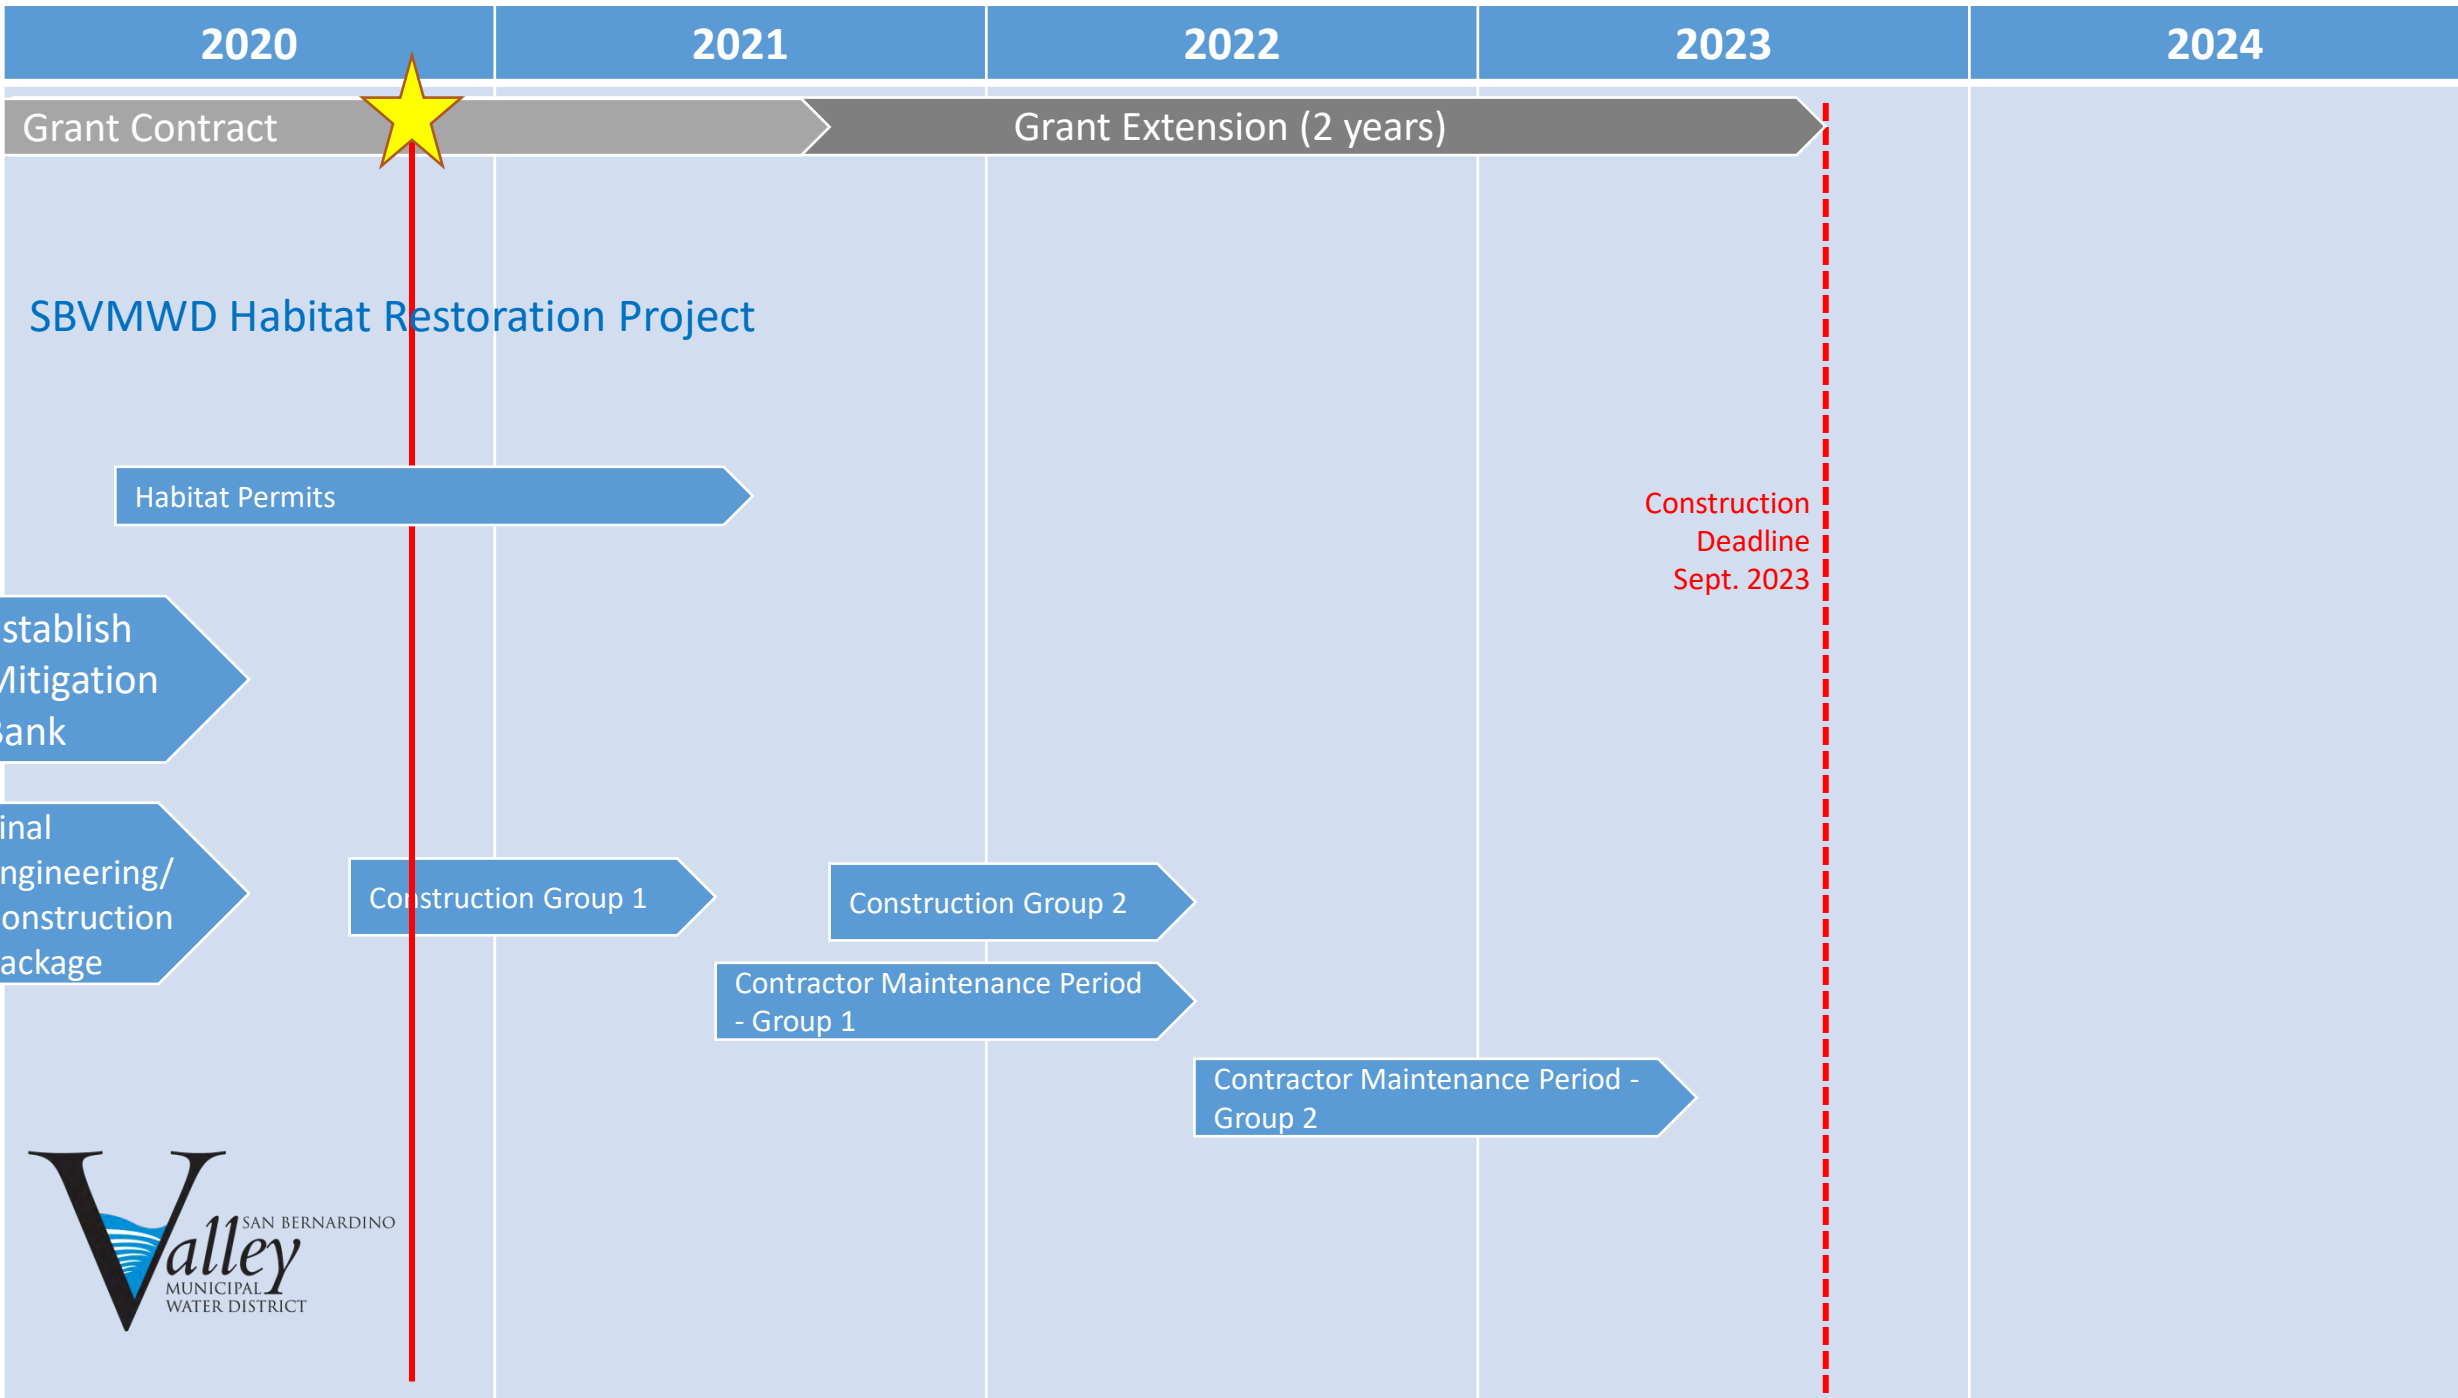 2020 2021 2022 2023 2024
Grant Contract
Grant Extension (2 years)
SBVMWD Habitat Restoration Project
Habitat Permits
Construction
Deadline
Sept. 2023
stablish
Mitigation
Bank
inal
ngineering/
onstruction
ackage
Construction Group 1
Construction Group 2
Contractor Maintenance Period
- Group 1
Contractor Maintenance Period -
Group 2
SAN BERNARDINO
Valley
MUNICIPAL
WATER DISTRICT